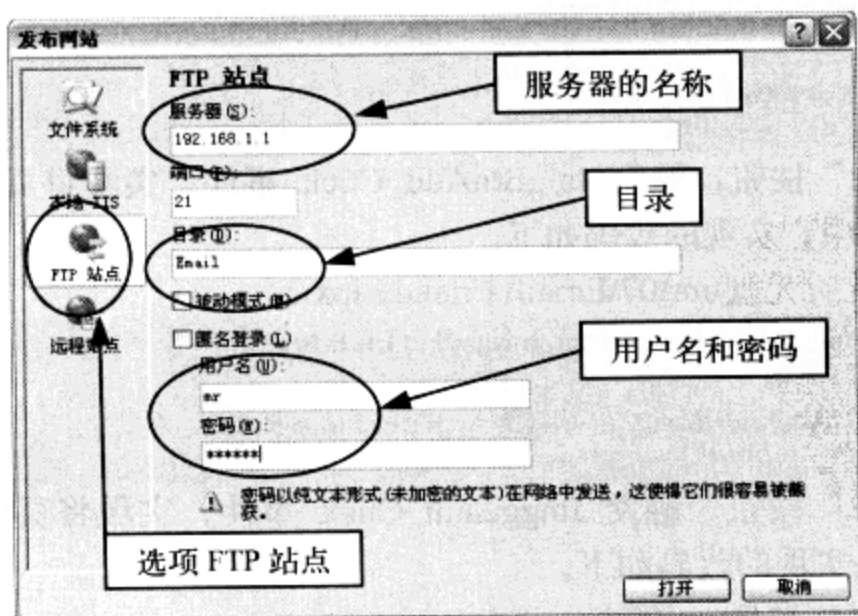 发布网站
文件系统
本地 IIS
FTP 站点
远程站点
FTP 站点
服务器(S):
192.168.1.1
端口(T):
21
目录(D):
Email
被动模式(M)
匿名登录(L)
用户名(U):
mr
密码(W):
******
密码以纯文本形式(未加密的文本)在网络中发送，这使得它们很容易被截
获。
打开
取消
服务器的名称
目录
用户名和密码
选项 FTP 站点